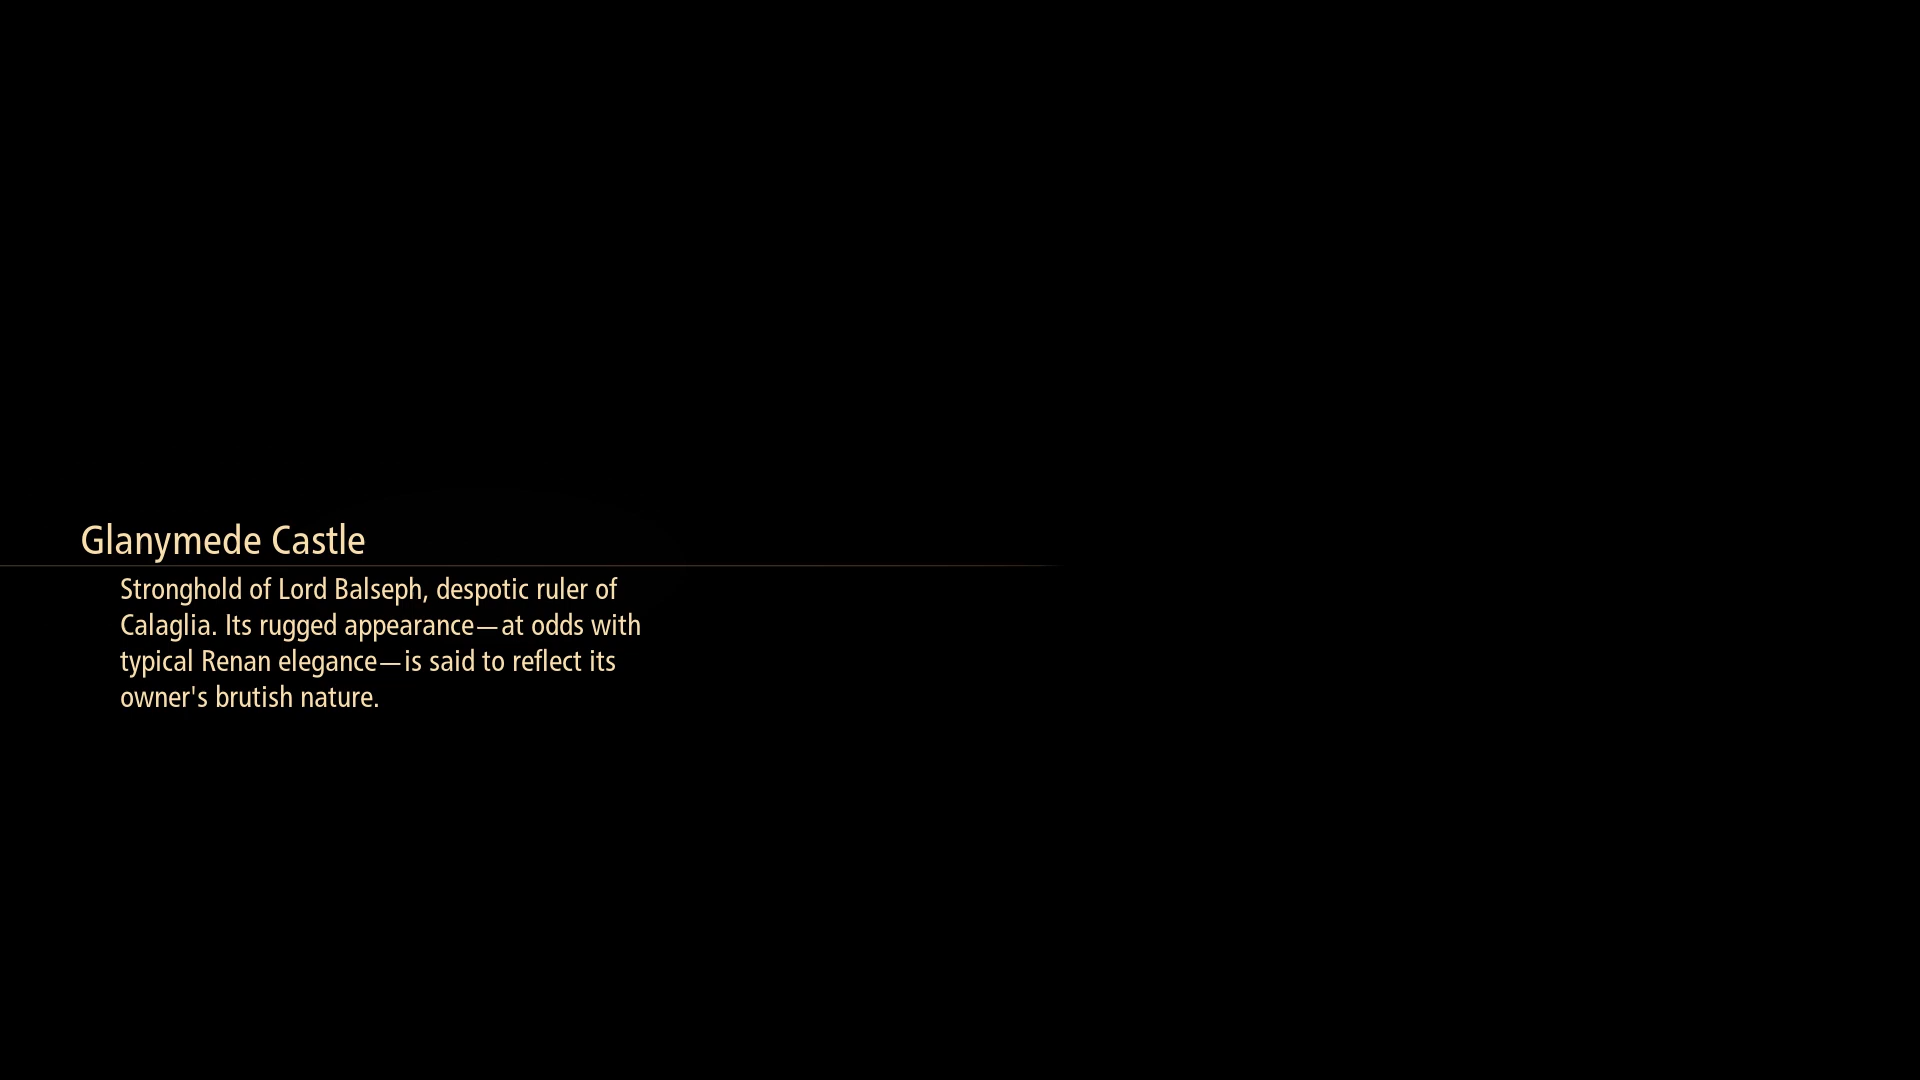 Glanymede Castle
Stronghold of Lord Balseph, despotic ruler of
Calaglia. Its rugged appearance—at odds with
typical Renan elegance—is said to reflect its
owner's brutish nature.